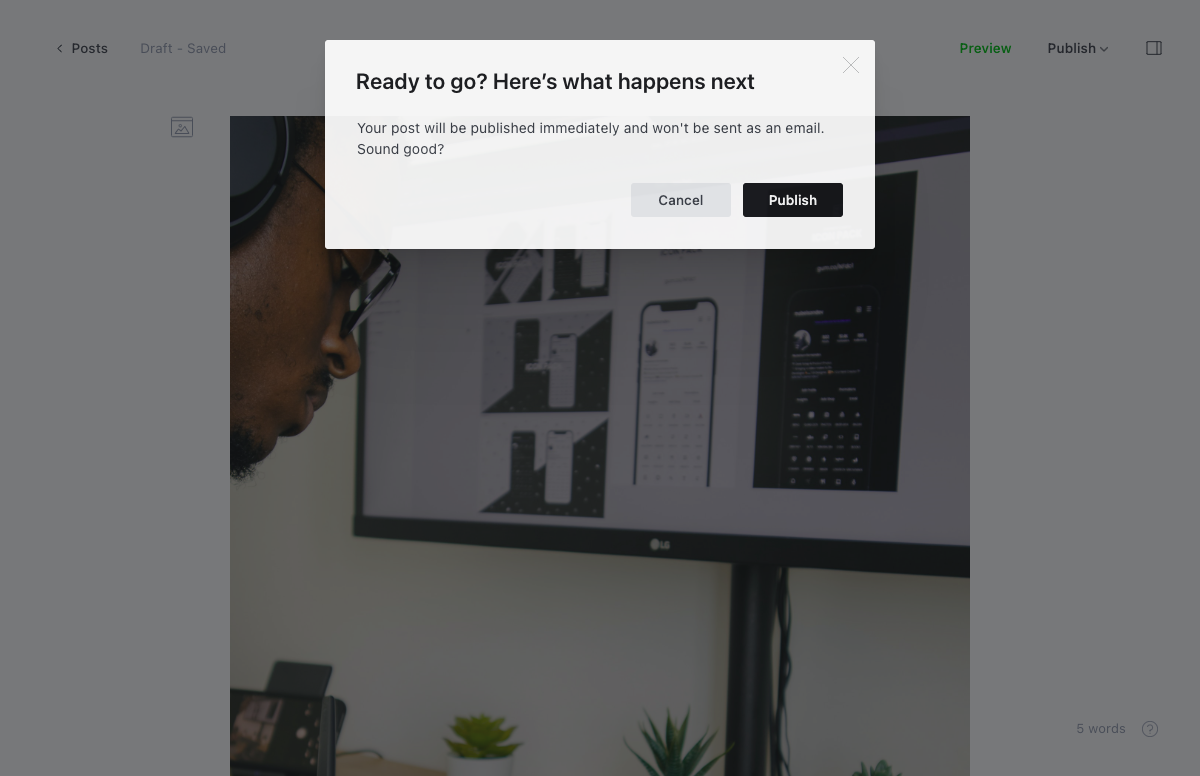 Posts
Draft - Saved
Preview
Publish
Ready to go? Here’s what happens next
Your post will be published immediately and won't be sent as an email.
Sound good?
Cancel
Publish
LG
5 words
?